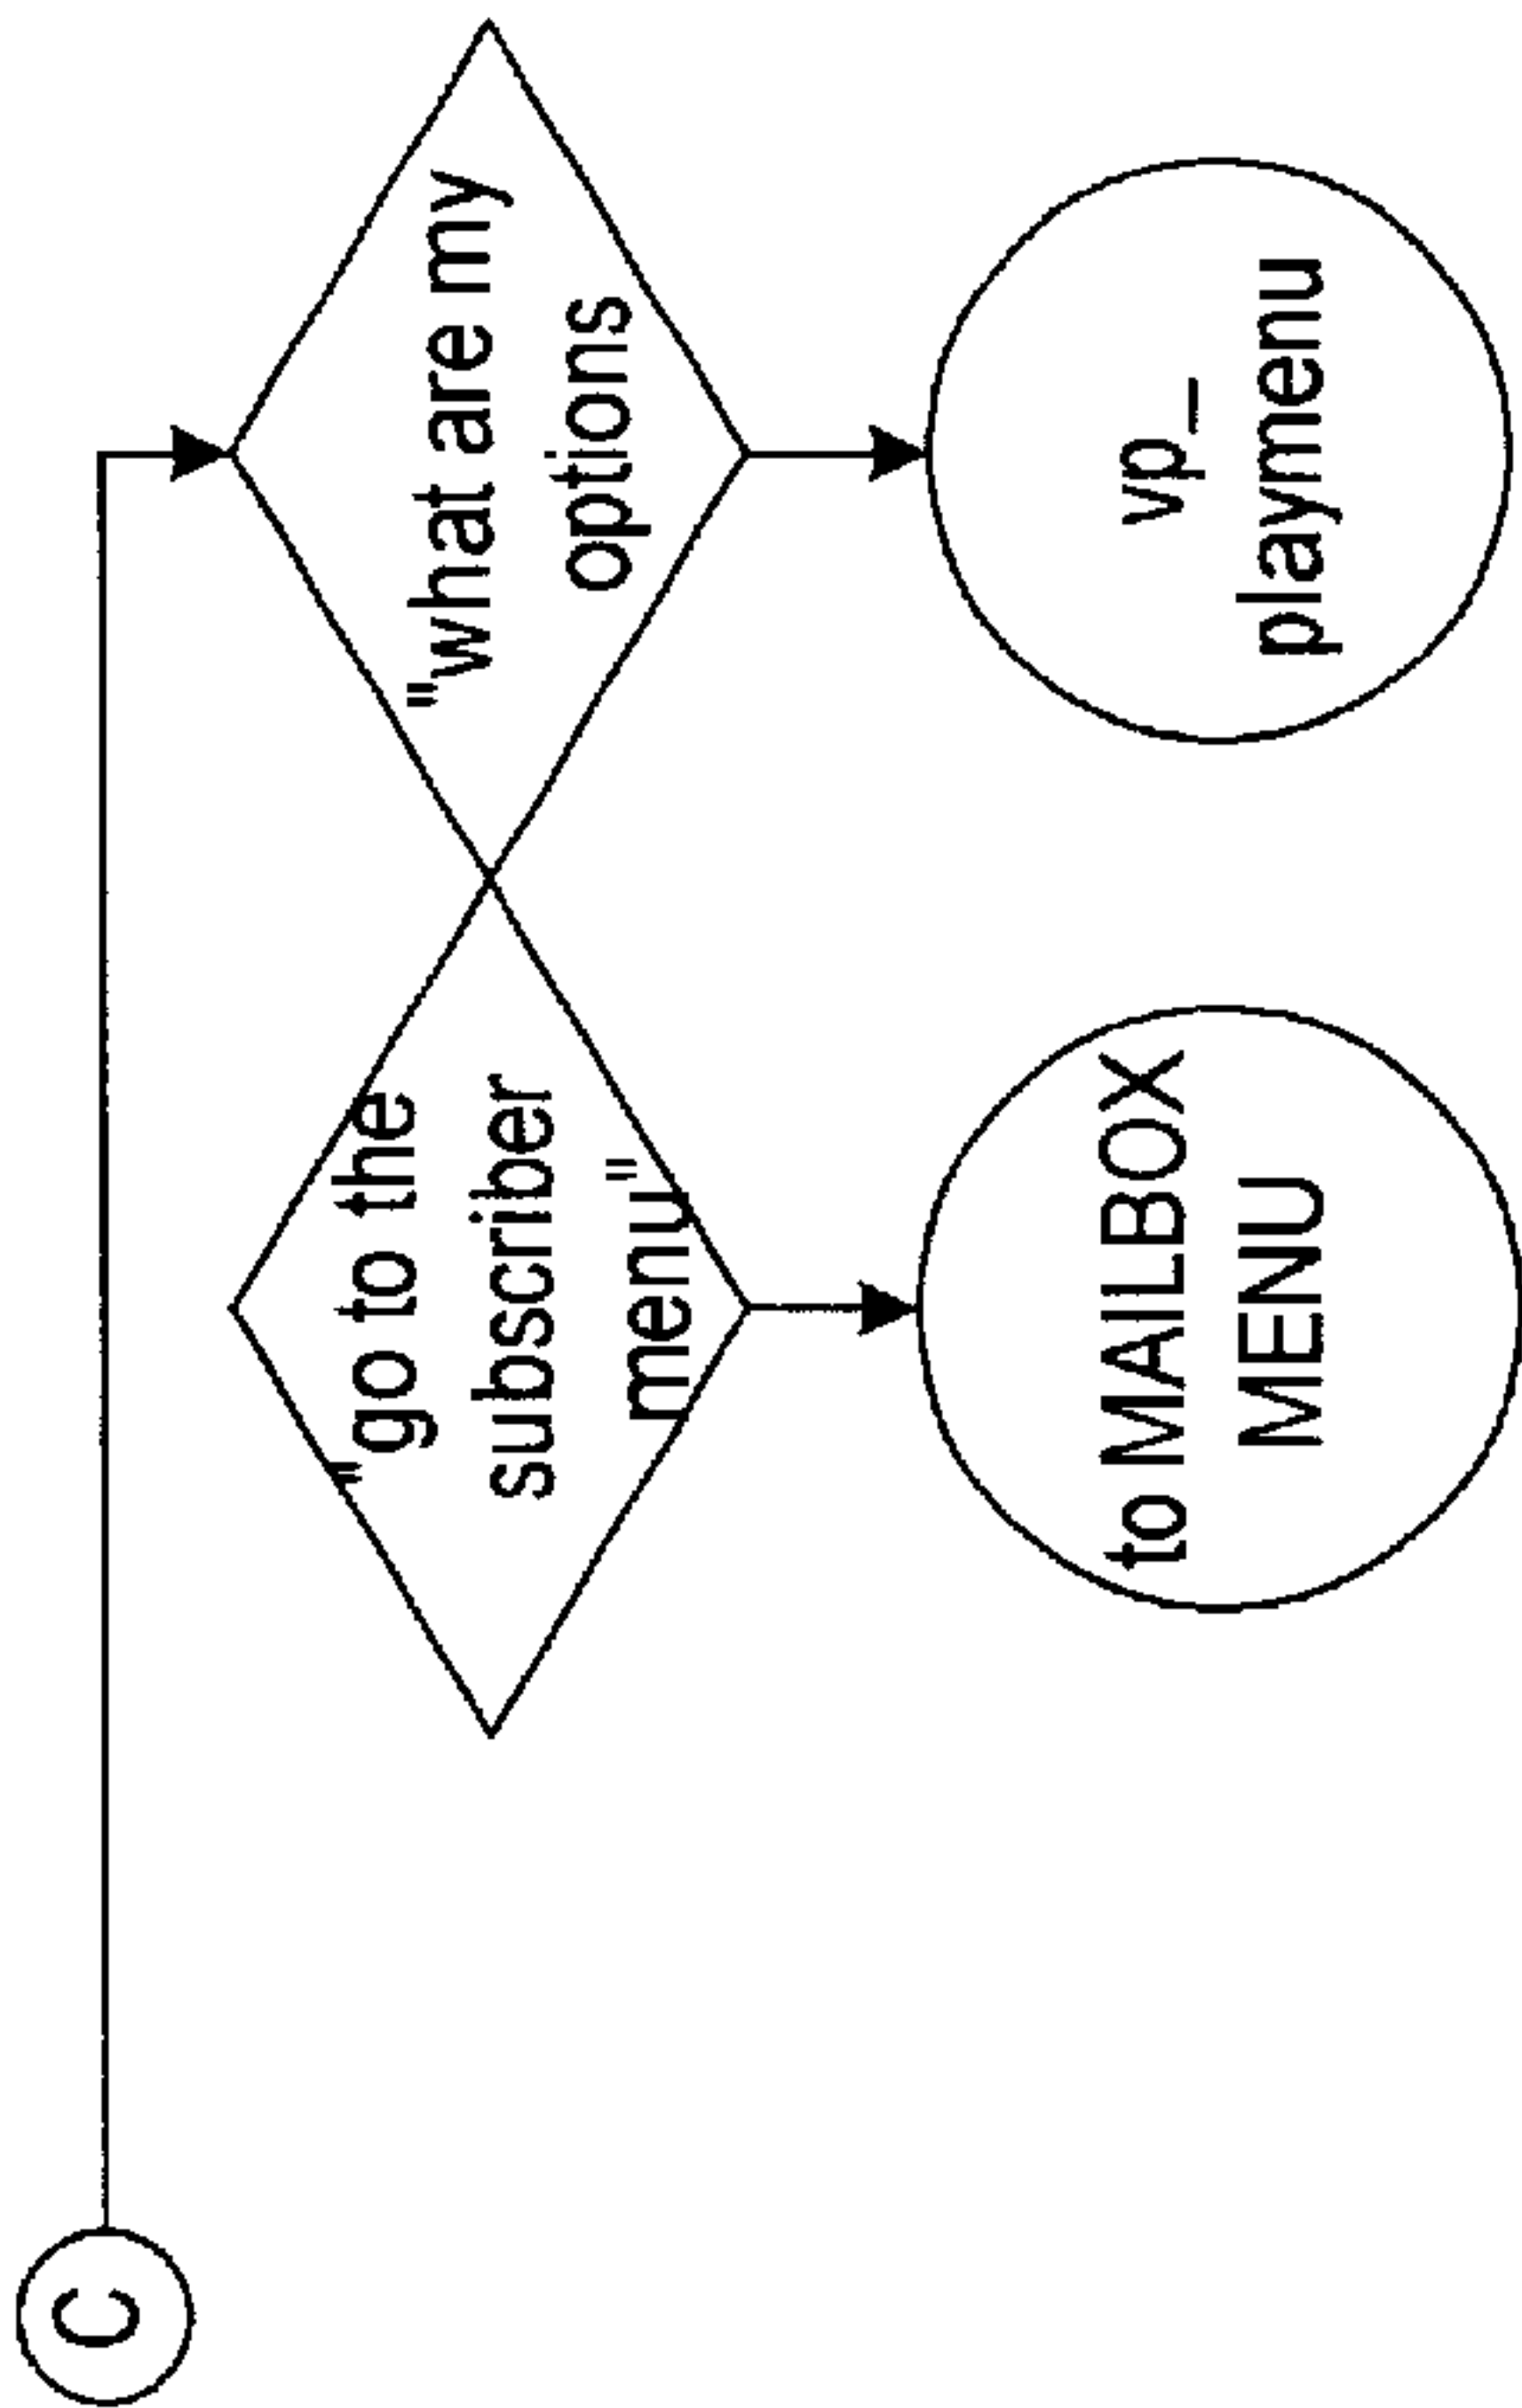 C
" go to the
subscriber
menu"
"what are my
options
to MAILBOX
MENU
vp_
playmenu